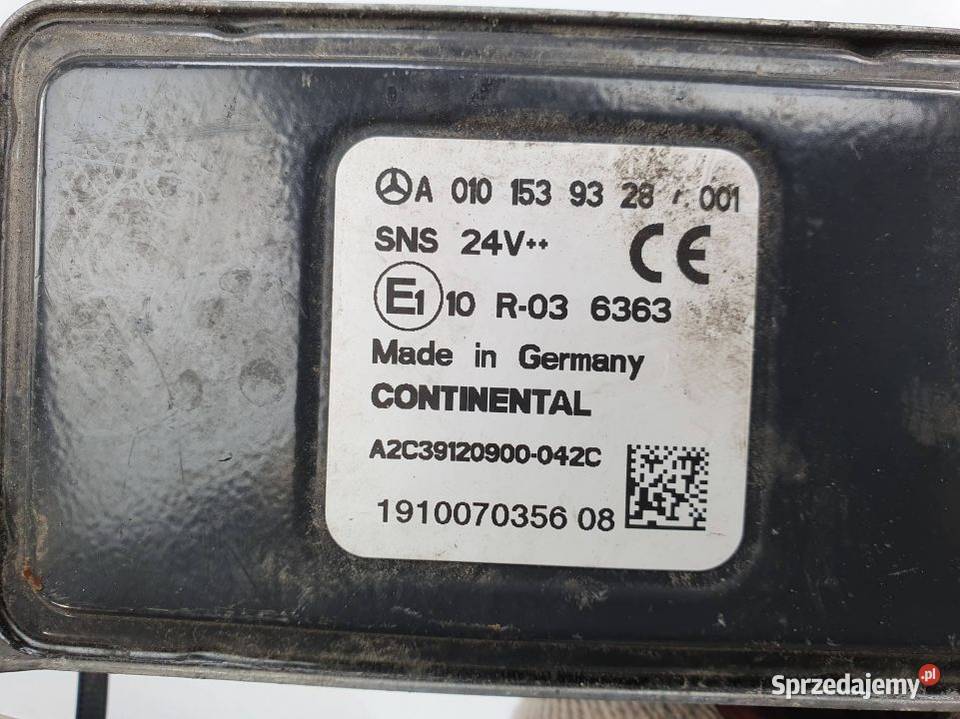 A 010 153 93 28 / 001
SNS 24V++
CE
E1 10 R-03 6363
Made in Germany
CONTINENTAL
A2C39120900-042C
1910070356 08
Sprzedajemy.pl